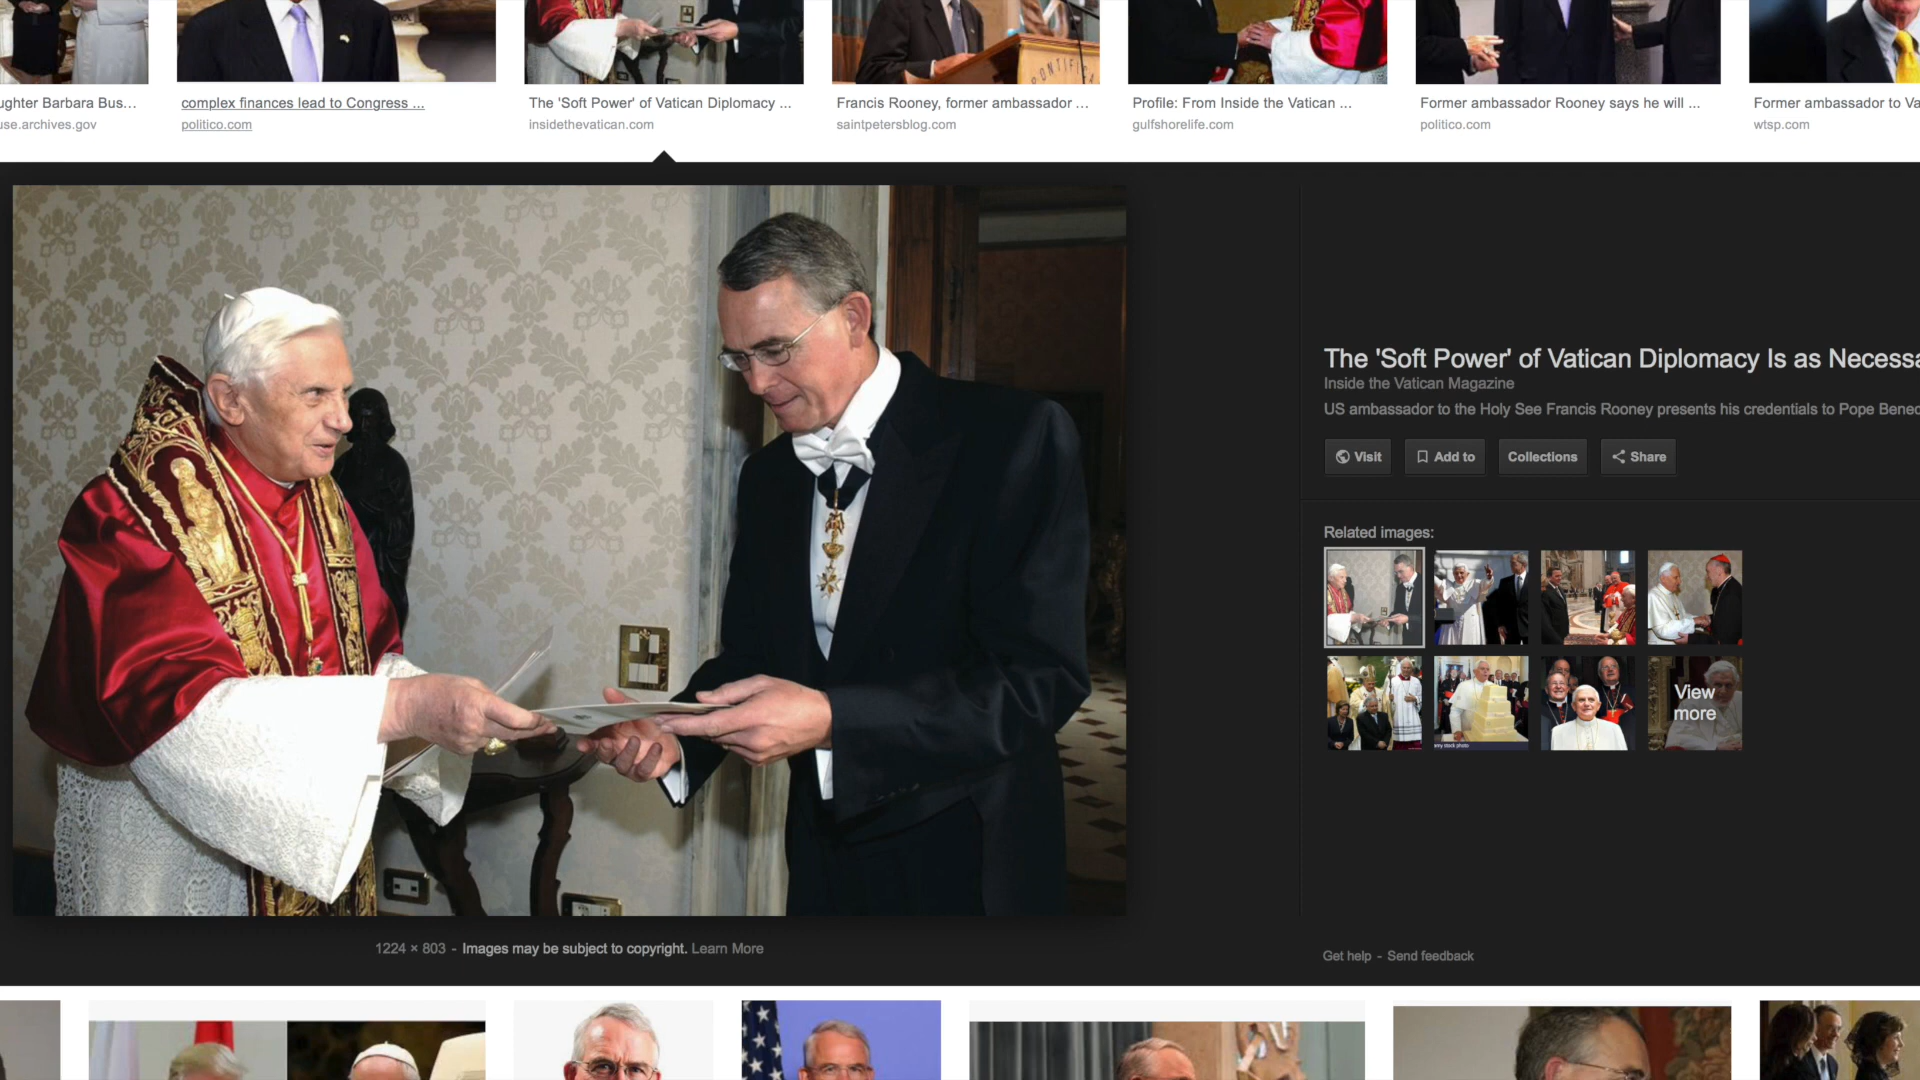 ughter Barbara Bus...
use.archives.gov
complex finances lead to Congress ...
politico.com
The 'Soft Power' of Vatican Diplomacy ...
insidethevatican.com
Francis Rooney, former ambassador ...
saintpetersblog.com
Profile: From Inside the Vatican ...
gulfshorelife.com
Former ambassador Rooney says he will ...
politico.com
Former ambassador to Va
wtsp.com
The 'Soft Power' of Vatican Diplomacy Is as Necessa
Inside the Vatican Magazine
US ambassador to the Holy See Francis Rooney presents his credentials to Pope Bened
Visit
Add to
Collections
Share
Related images:
View
more
1224 × 803 - Images may be subject to copyright. Learn More
Get help - Send feedback